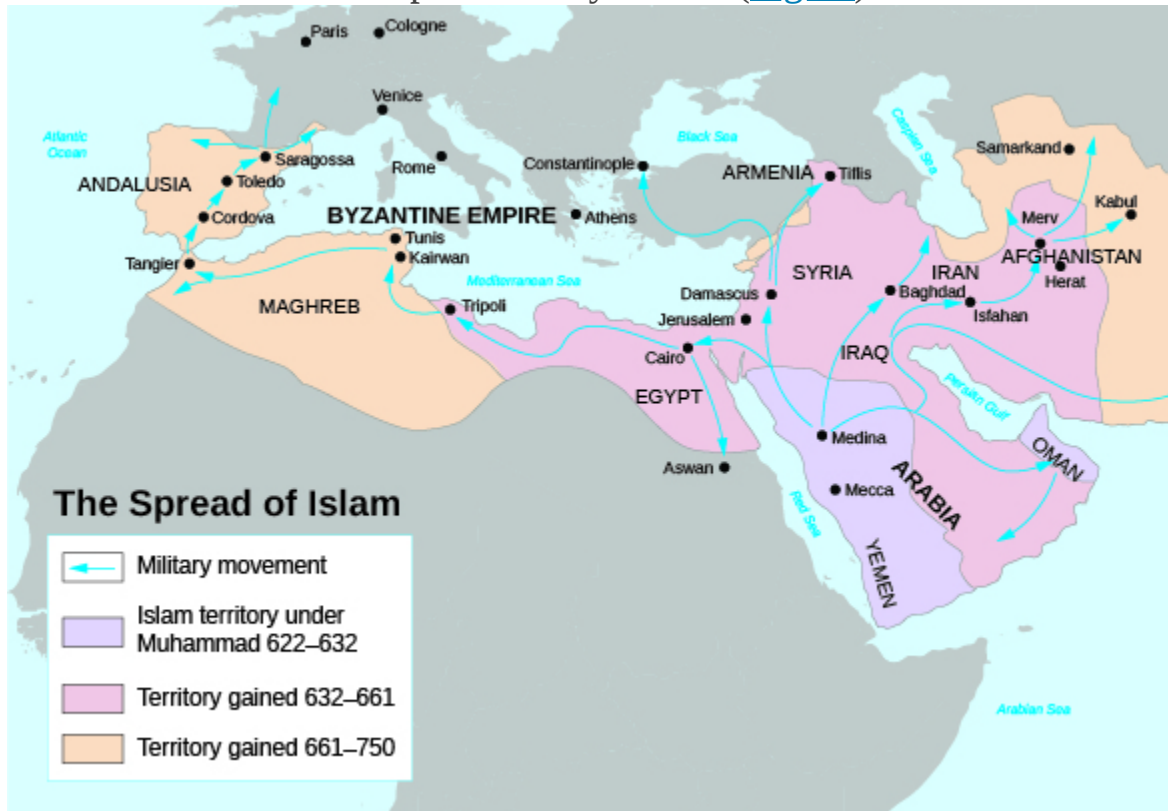 Paris
Cologne
Venice
Atlantic
Ocean
Black Sea
Caspian Sea
Samarkand
Saragossa
Rome
Constantinople
ARMENIA
Tiflis
ANDALUSIA
Toledo
Kabul
Cordova
BYZANTINE EMPIRE
Athens
Merv
Tunis
AFGHANISTAN
Tangier
Kairwan
SYRIA
IRAN
Herat
Mediterranean Sea
Damascus
Baghdad
MAGHREB
Tripoli
Jerusalem
Isfahan
Cairo
IRAQ
Persian Gulf
EGYPT
Medina
OMAN
Aswan
Mecca
ARABIA
Red Sea
YEMEN
Arabian Sea
The Spread of Islam
Military movement
Islam territory under
Muhammad 622–632
Territory gained 632–661
Territory gained 661–750